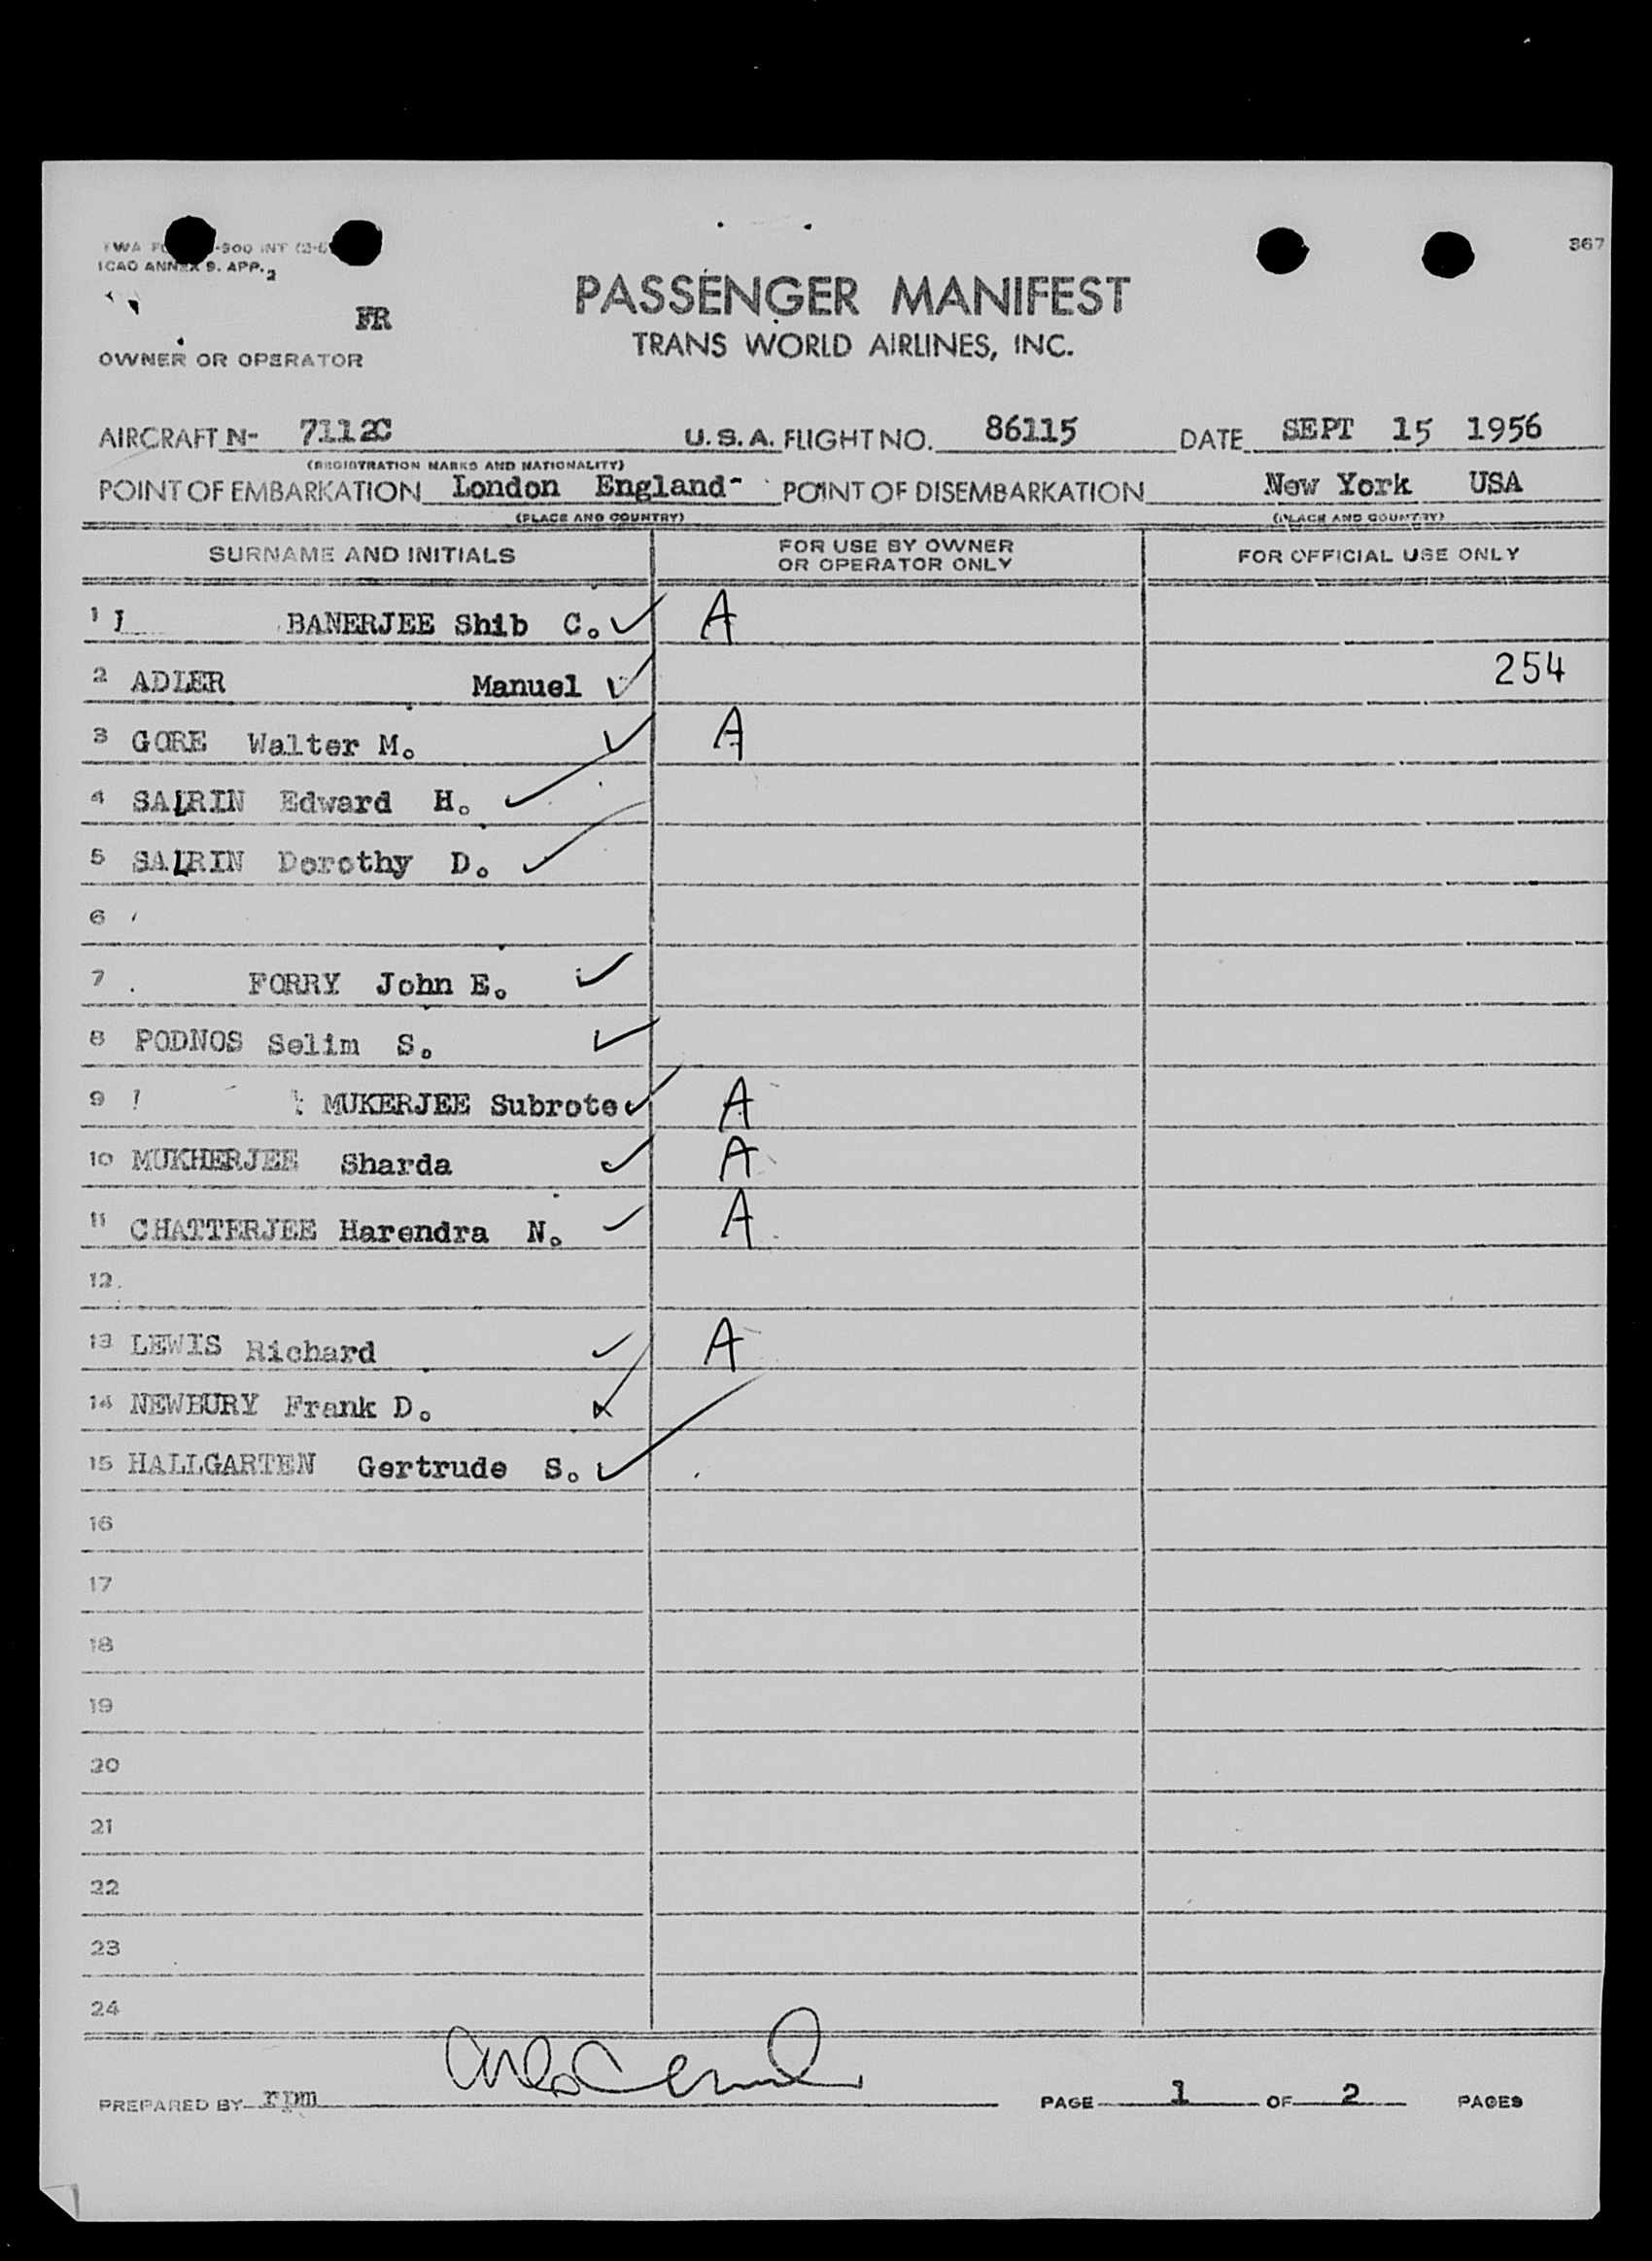 367
TWA -900 INT
ICAO ANNEX 9. APP. 2
FR
PASSENGER MANIFEST
TRANS WORLD AIRLINES, INC.
OWNER OR OPERATOR
AIRCRAFT N- 7112C U.S.A. FLIGHT NO. 86115 DATE SEPT 15 1956
(REGISTRATION MARKS AND NATIONALITY)
POINT OF EMBARKATION London England- POINT OF DISEMBARKATION New York USA
(PLACE AND COUNTRY) (PLACE AND COUNTRY)
SURNAME AND INITIALS FOR USE BY OWNER OR OPERATOR ONLY FOR OFFICIAL USE ONLY
1 BANERJEE Shib C. ✓ A
2 ADLER Manuel ✓ 254
3 GORE Walter M. ✓ A
4 SALRIN Edward H. ✓
5 SALRIN Dorothy D. ✓
6
7 FORRY John E. ✓
8 PODNOS Selim S. ✓
9 MUKERJEE Subroto ✓ A
10 MUKHERJEE Sharda ✓ A
11 CHATTERJEE Harendra N. ✓ A
12
13 LEWIS Richard ✓ A
14 NEWBURY Frank D. ✓
15 HALLGARTEN Gertrude S. ✓
16
17
18
19
20
21
22
23
24
PREPARED BY rpm PAGE 1 OF 2 PAGES